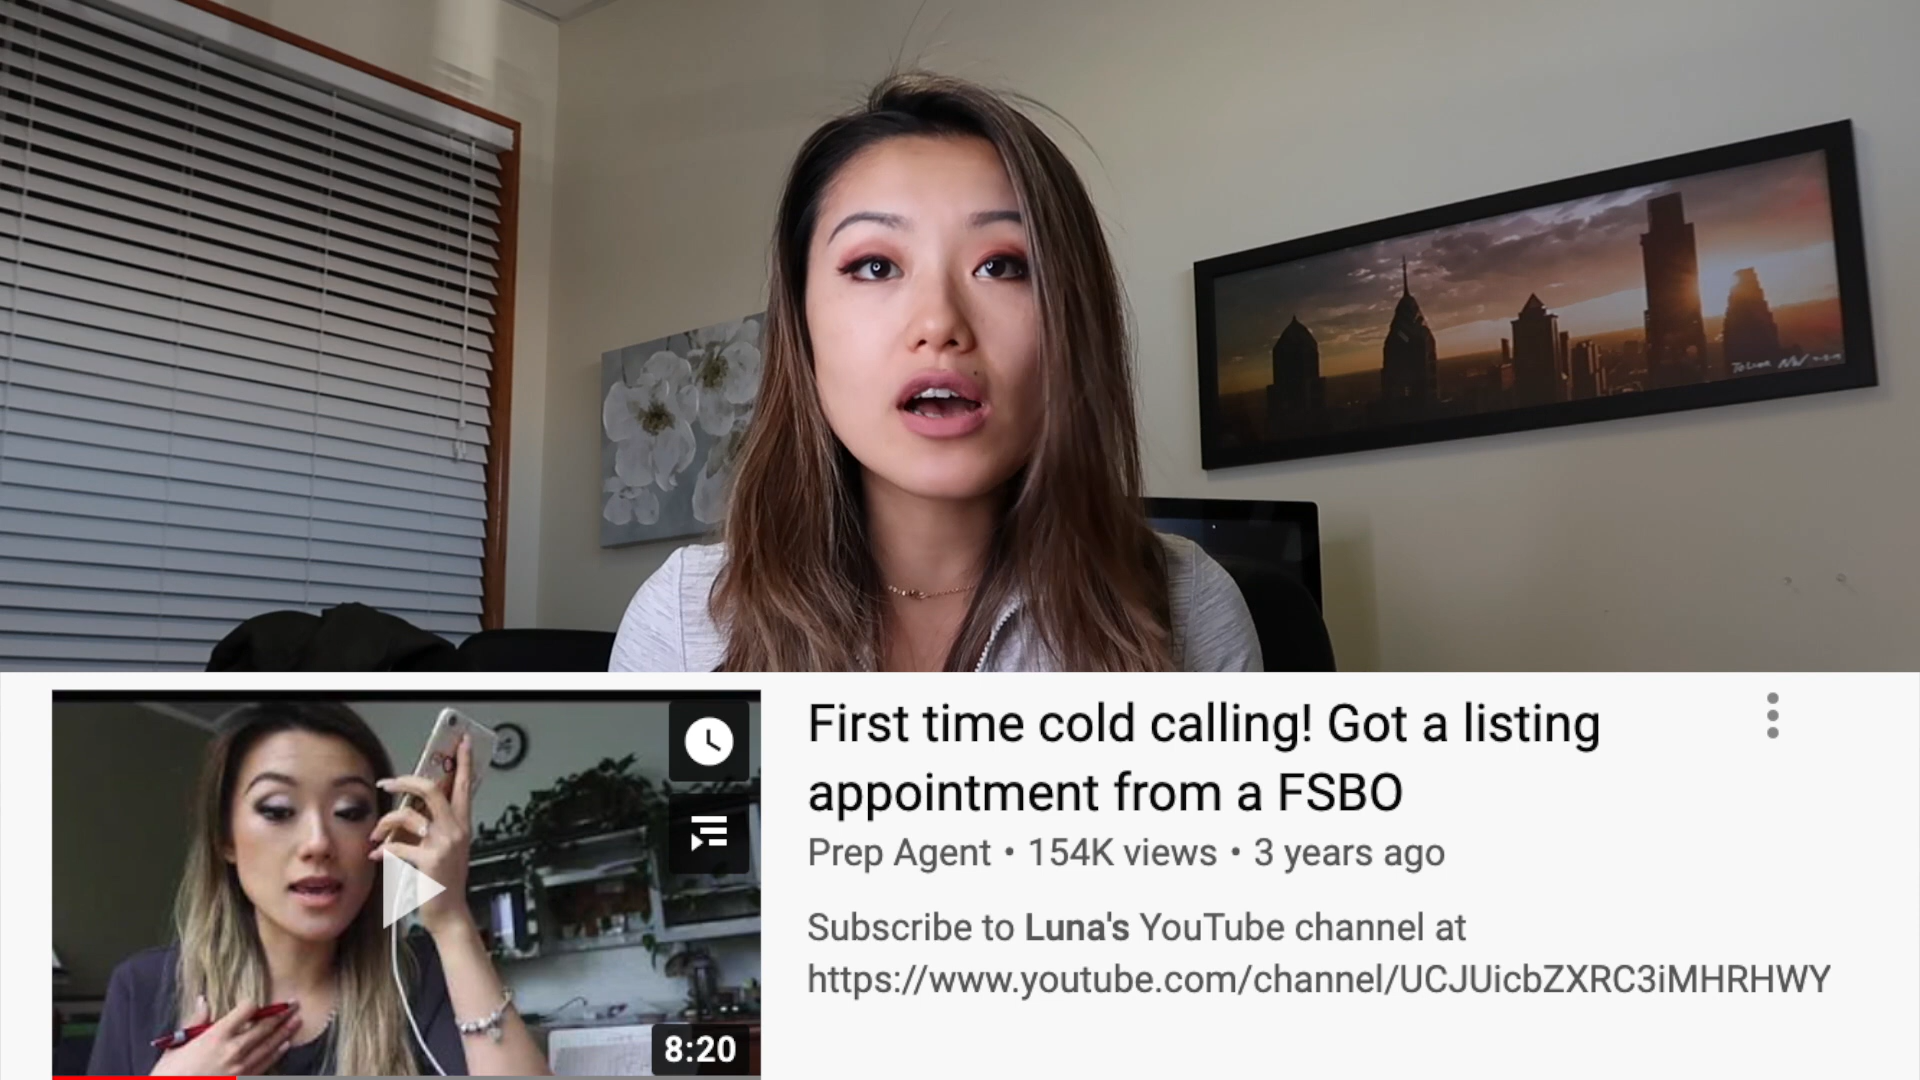 First time cold calling! Got a listing
appointment from a FSBO
Prep Agent • 154K views • 3 years ago
Subscribe to Luna's YouTube channel at
https://www.youtube.com/channel/UCJUicbZXRC3iMHRHWY
8:20